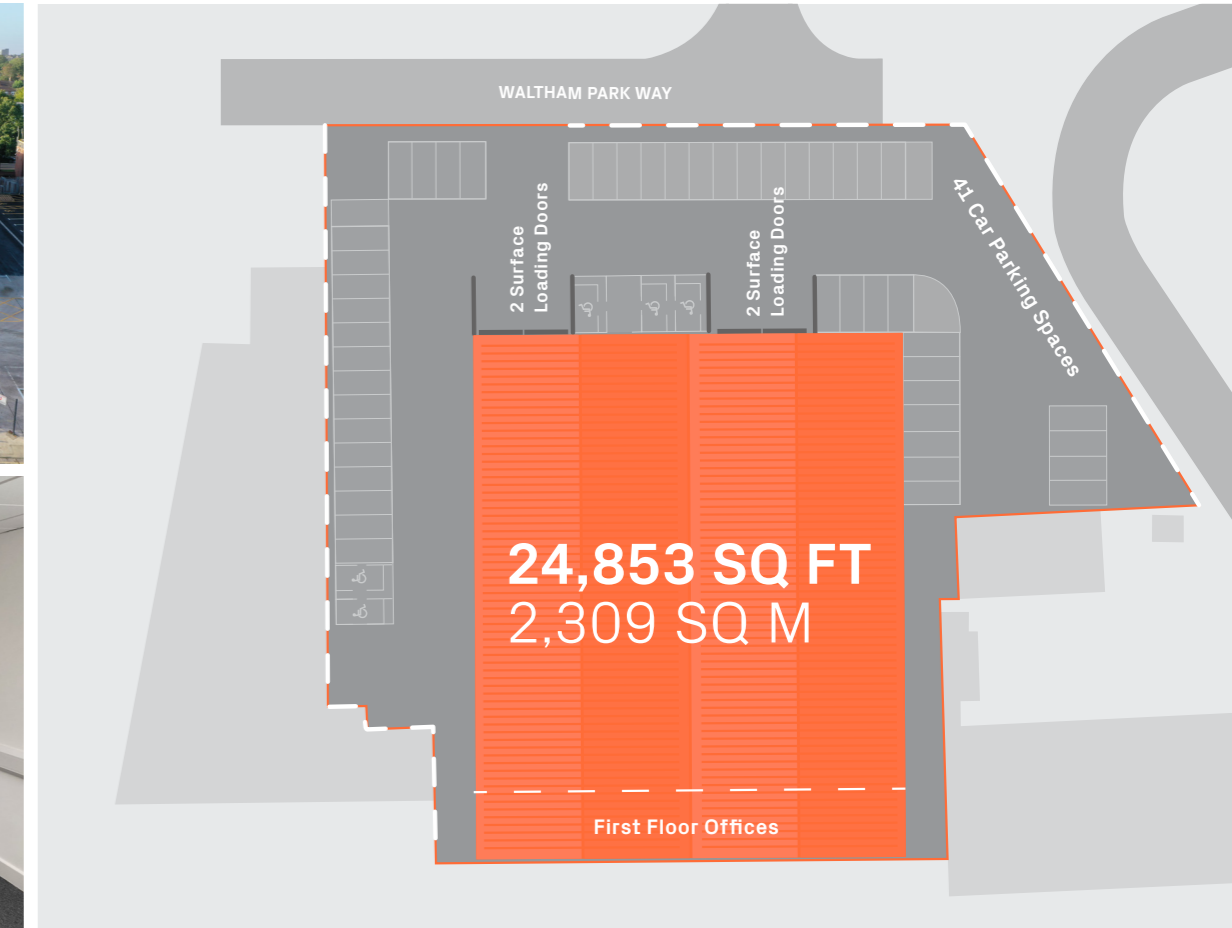 WALTHAM PARK WAY
2 Surface
Loading Doors
2 Surface
Loading Doors
41 Car Parking Spaces
24,853 SQ FT
2,309 SQ M
First Floor Offices